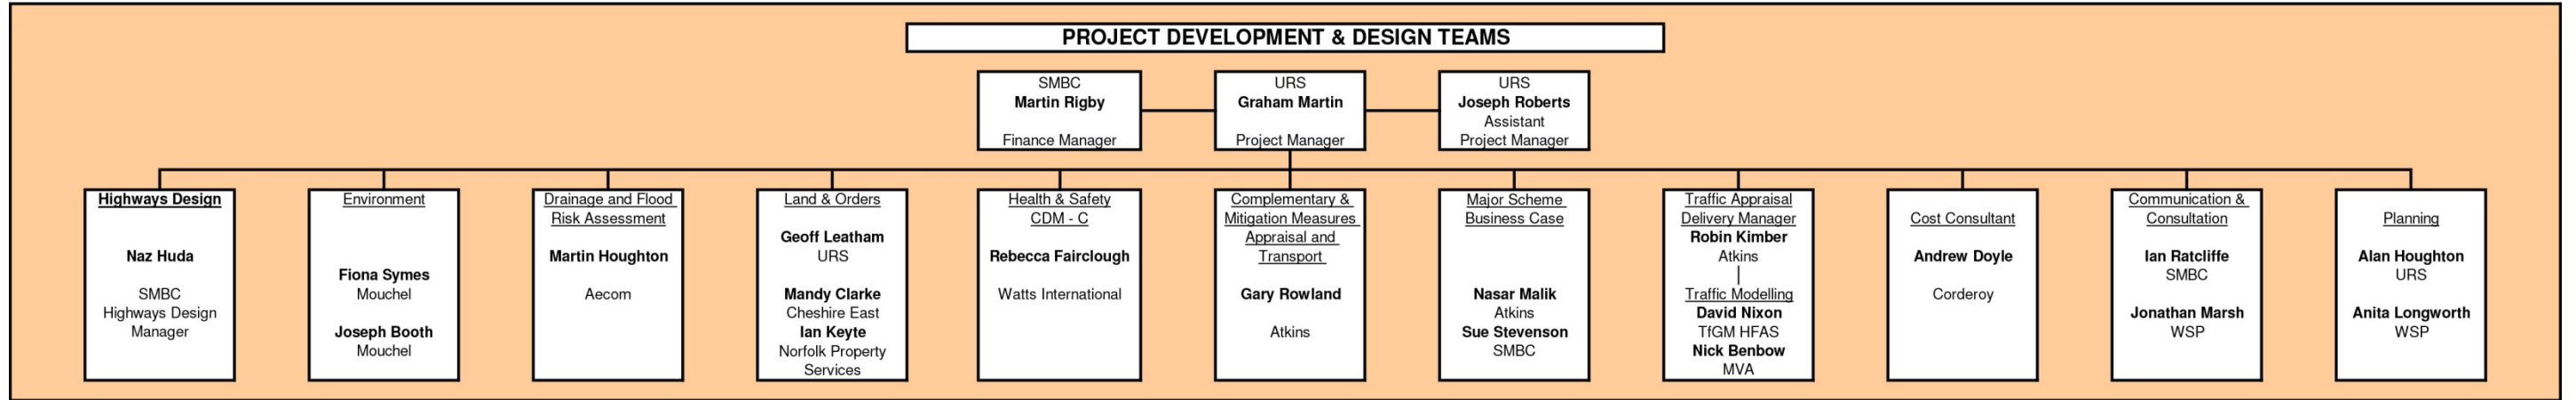 PROJECT DEVELOPMENT & DESIGN TEAMS
SMBC
Martin Rigby
Finance Manager
URS
Graham Martin
Project Manager
URS
Joseph Roberts
Assistant
Project Manager
Highways Design
Naz Huda
SMBC
Highways Design
Manager
Environment
Fiona Symes
Mouchel
Joseph Booth
Mouchel
Drainage and Flood
Risk Assessment
Martin Houghton
Aecom
Land & Orders
Geoff Leatham
URS
Mandy Clarke
Cheshire East
Ian Keyte
Norfolk Property
Services
Health & Safety
CDM - C
Rebecca Fairclough
Watts International
Complementary &
Mitigation Measures
Appraisal and
Transport
Gary Rowland
Atkins
Major Scheme
Business Case
Nasar Malik
Atkins
Sue Stevenson
SMBC
Traffic Appraisal
Delivery Manager
Robin Kimber
Atkins
Traffic Modelling
David Nixon
TfGM HFAS
Nick Benbow
MVA
Cost Consultant
Andrew Doyle
Corderoy
Communication &
Consultation
Ian Ratcliffe
SMBC
Jonathan Marsh
WSP
Planning
Alan Houghton
URS
Anita Longworth
WSP